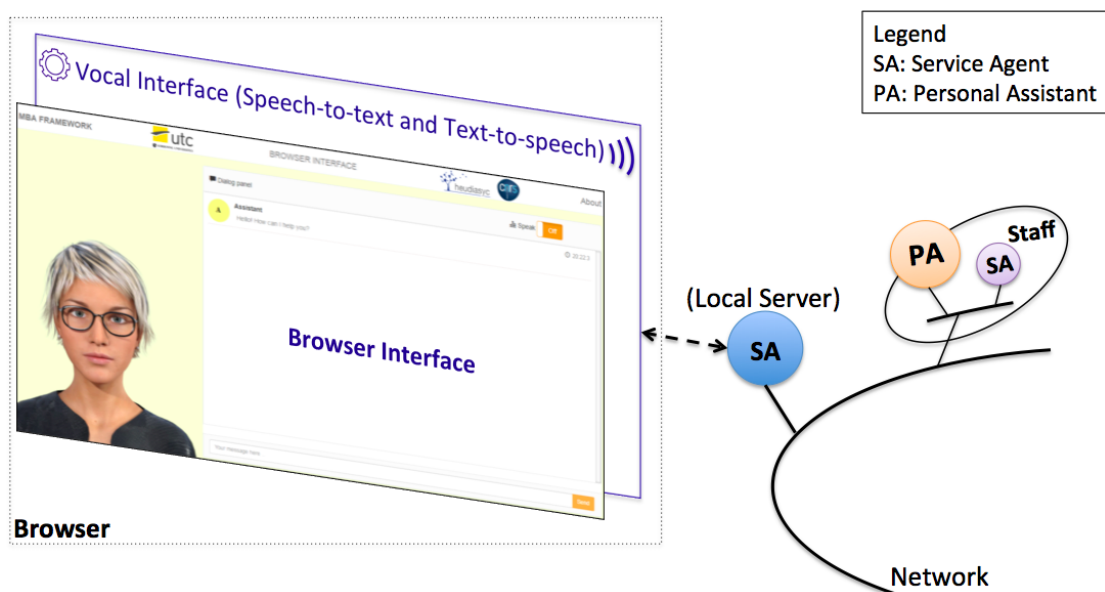 Legend
SA: Service Agent
PA: Personal Assistant
Vocal Interface (Speech-to-text and Text-to-speech)
MBA FRAMEWORK
utc
BROWSER INTERFACE
heudiasyc
About
Dialog panel
A
Assistant
Hello! How can I help you?
Speak
Off
Browser Interface
Your message here
Send
Browser
(Local Server)
SA
PA
SA
Staff
Network